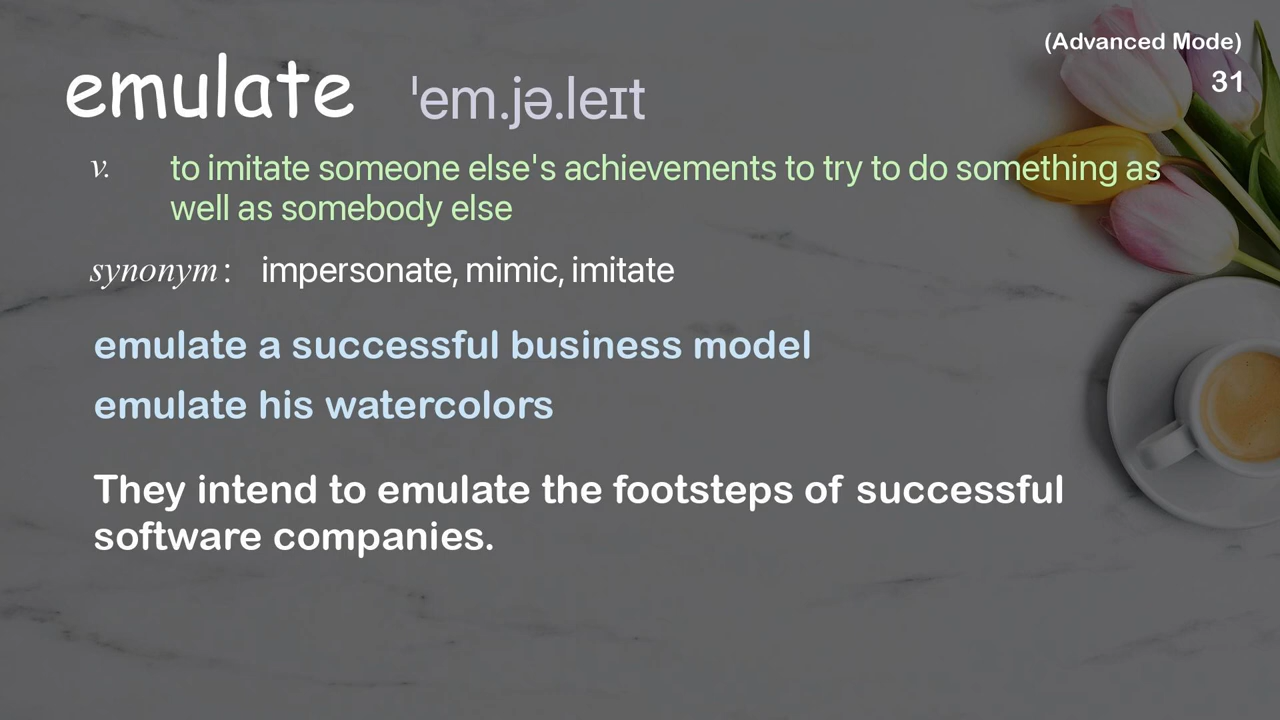 (Advanced Mode)
31
emulate ˈem.jə.leɪt
v. to imitate someone else's achievements to try to do something as
well as somebody else
synonym: impersonate, mimic, imitate
emulate a successful business model
emulate his watercolors
They intend to emulate the footsteps of successful
software companies.